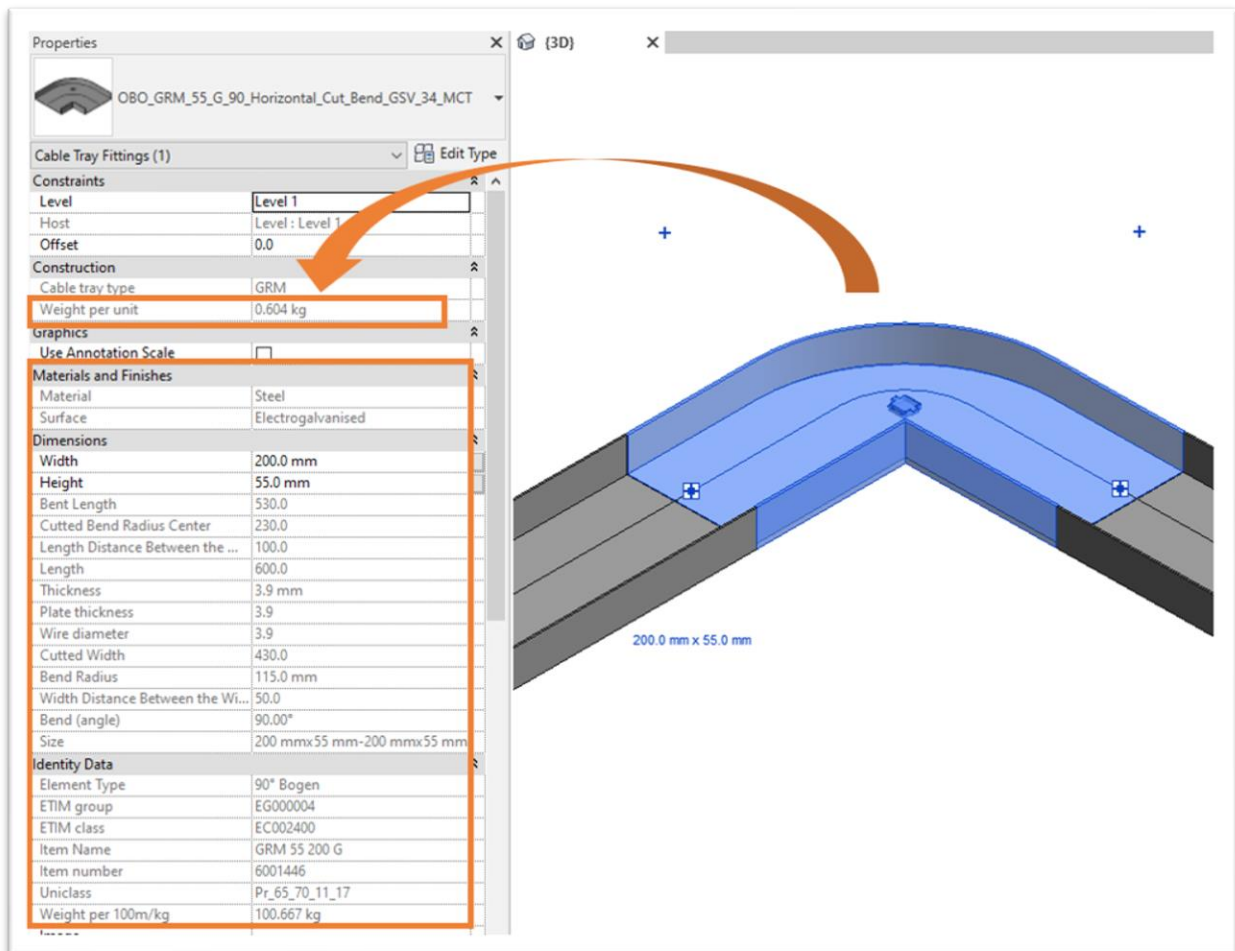 Properties
{3D}
OBO_GRM_55_G_90_Horizontal_Cut_Bend_GSV_34_MCT
Cable Tray Fittings (1)
Edit Type
Constraints
Level Level 1
Host Level : Level 1
Offset 0.0
Construction
Cable tray type GRM
Weight per unit 0.604 kg
Graphics
Use Annotation Scale
Materials and Finishes
Material Steel
Surface Electrogalvanised
Dimensions
Width 200.0 mm
Height 55.0 mm
Bent Length 530.0
Cutted Bend Radius Center 230.0
Length Distance Between the ... 100.0
Length 600.0
Thickness 3.9 mm
Plate thickness 3.9
Wire diameter 3.9
Cutted Width 430.0
Bend Radius 115.0 mm
Width Distance Between the Wi... 50.0
Bend (angle) 90.00°
Size 200 mmx55 mm-200 mmx55 mm
Identity Data
Element Type 90° Bogen
ETIM group EG000004
ETIM class EC002400
Item Name GRM 55 200 G
Item number 6001446
Uniclass Pr_65_70_11_17
Weight per 100m/kg 100.667 kg
200.0 mm x 55.0 mm